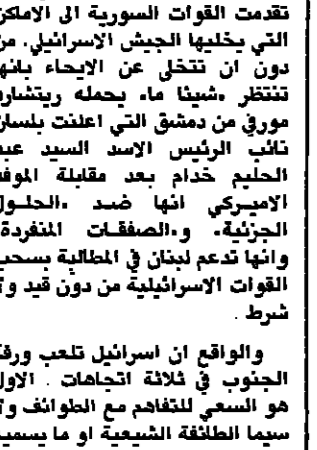 تقدمت القوات السورية الى الاماكن
التي يخليها الجيش الاسرائيلي. من
دون ان تتخلى عن الايحاء بانها
تنتظر «شيئا ما» يحمله ريتشارد
مورفي من دمشق التي اعلنت بلسان
نائب الرئيس الاسد السيد عبد
الحليم خدام بعد مقابلة الموفد
الاميركي انها ضد «الحلول
الجزئية» و«الصفقات المنفردة»
وانها تدعم لبنان في المطالبة بسحب
القوات الاسرائيلية من دون قيد و
شرط .
والواقع ان اسرائيل تلعب ورقة
الجنوب في ثلاثة اتجاهات . الاول
هو السعي للتفاهم مع الطوائف و
سيما الطائفة الشيعية او ما يسمي